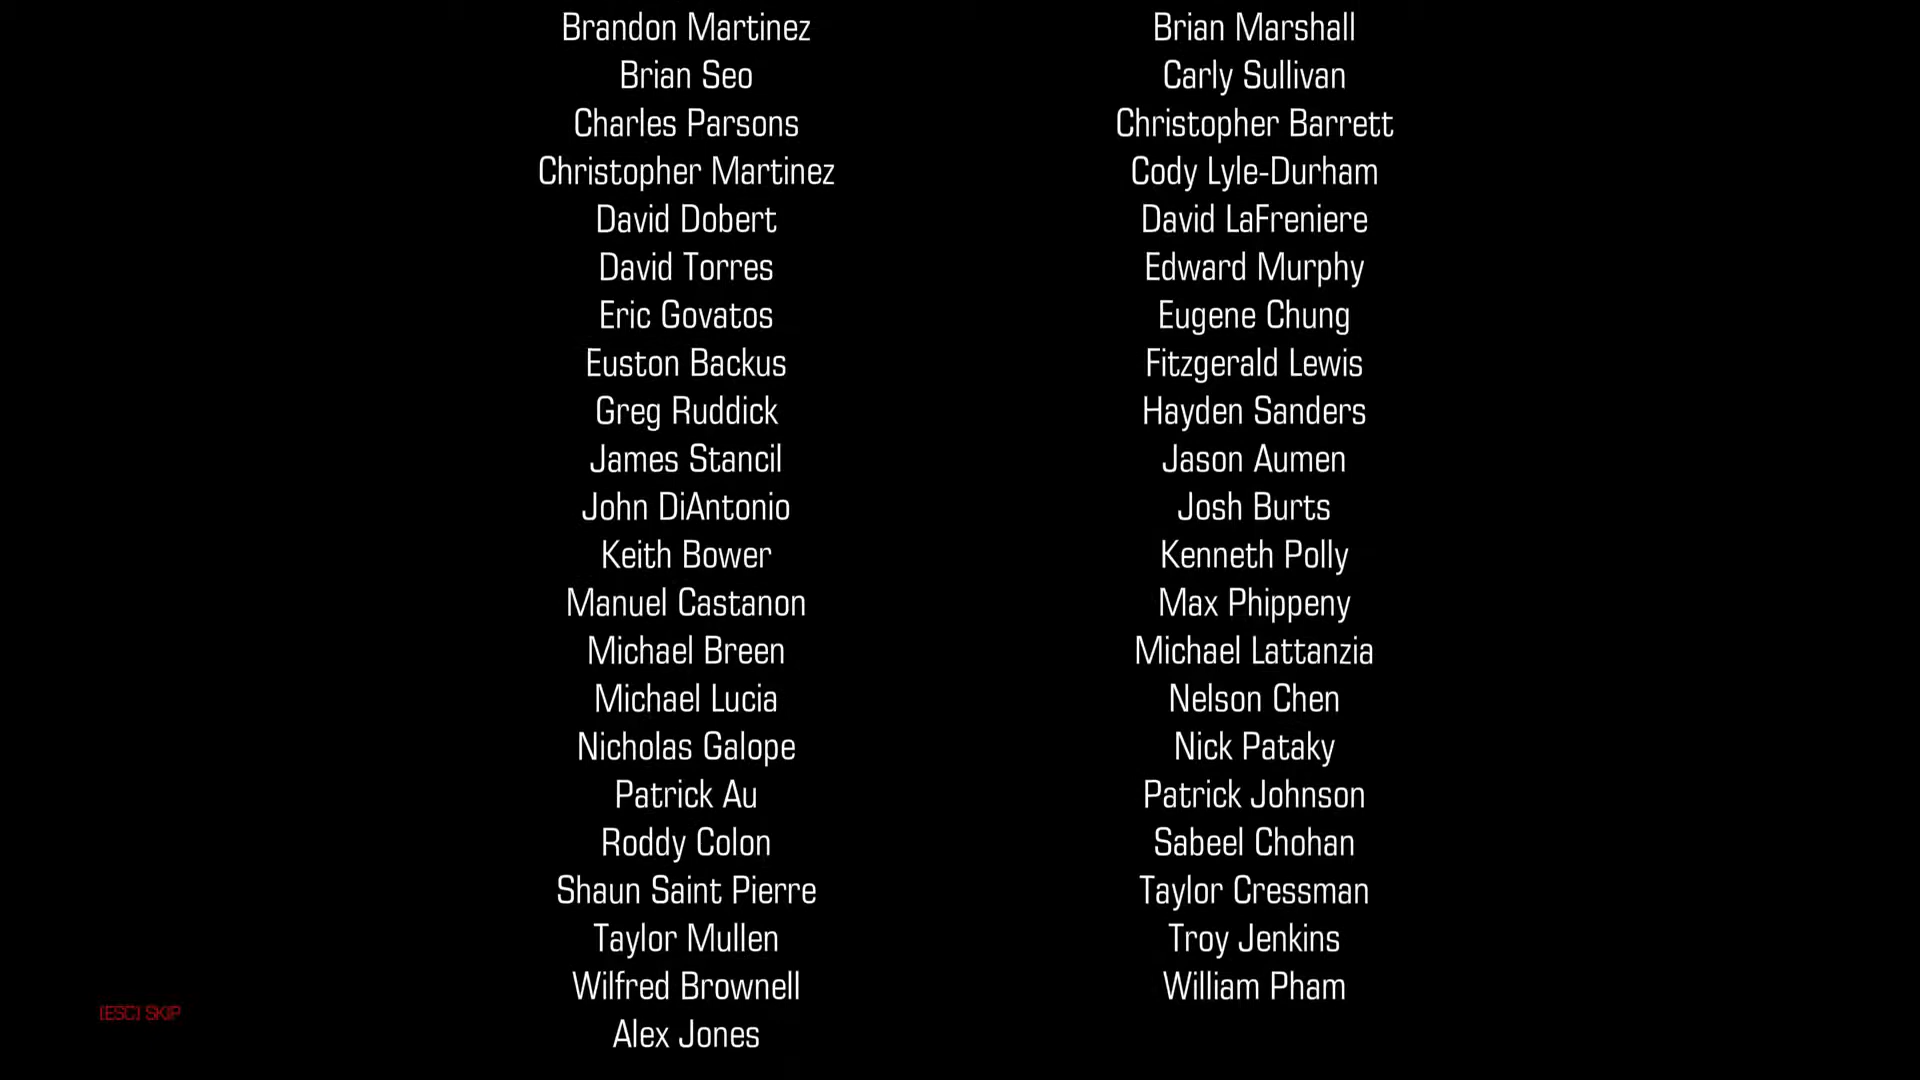 Brandon Martinez
Brian Seo
Charles Parsons
Christopher Martinez
David Dobert
David Torres
Eric Govatos
Euston Backus
Greg Ruddick
James Stancil
John DiAntonio
Keith Bower
Manuel Castanon
Michael Breen
Michael Lucia
Nicholas Galope
Patrick Au
Roddy Colon
Shaun Saint Pierre
Taylor Mullen
Wilfred Brownell
Alex Jones
Brian Marshall
Carly Sullivan
Christopher Barrett
Cody Lyle-Durham
David LaFreniere
Edward Murphy
Eugene Chung
Fitzgerald Lewis
Hayden Sanders
Jason Aumen
Josh Burts
Kenneth Polly
Max Phippeny
Michael Lattanzia
Nelson Chen
Nick Pataky
Patrick Johnson
Sabeel Chohan
Taylor Cressman
Troy Jenkins
William Pham
[ESC] SKIP